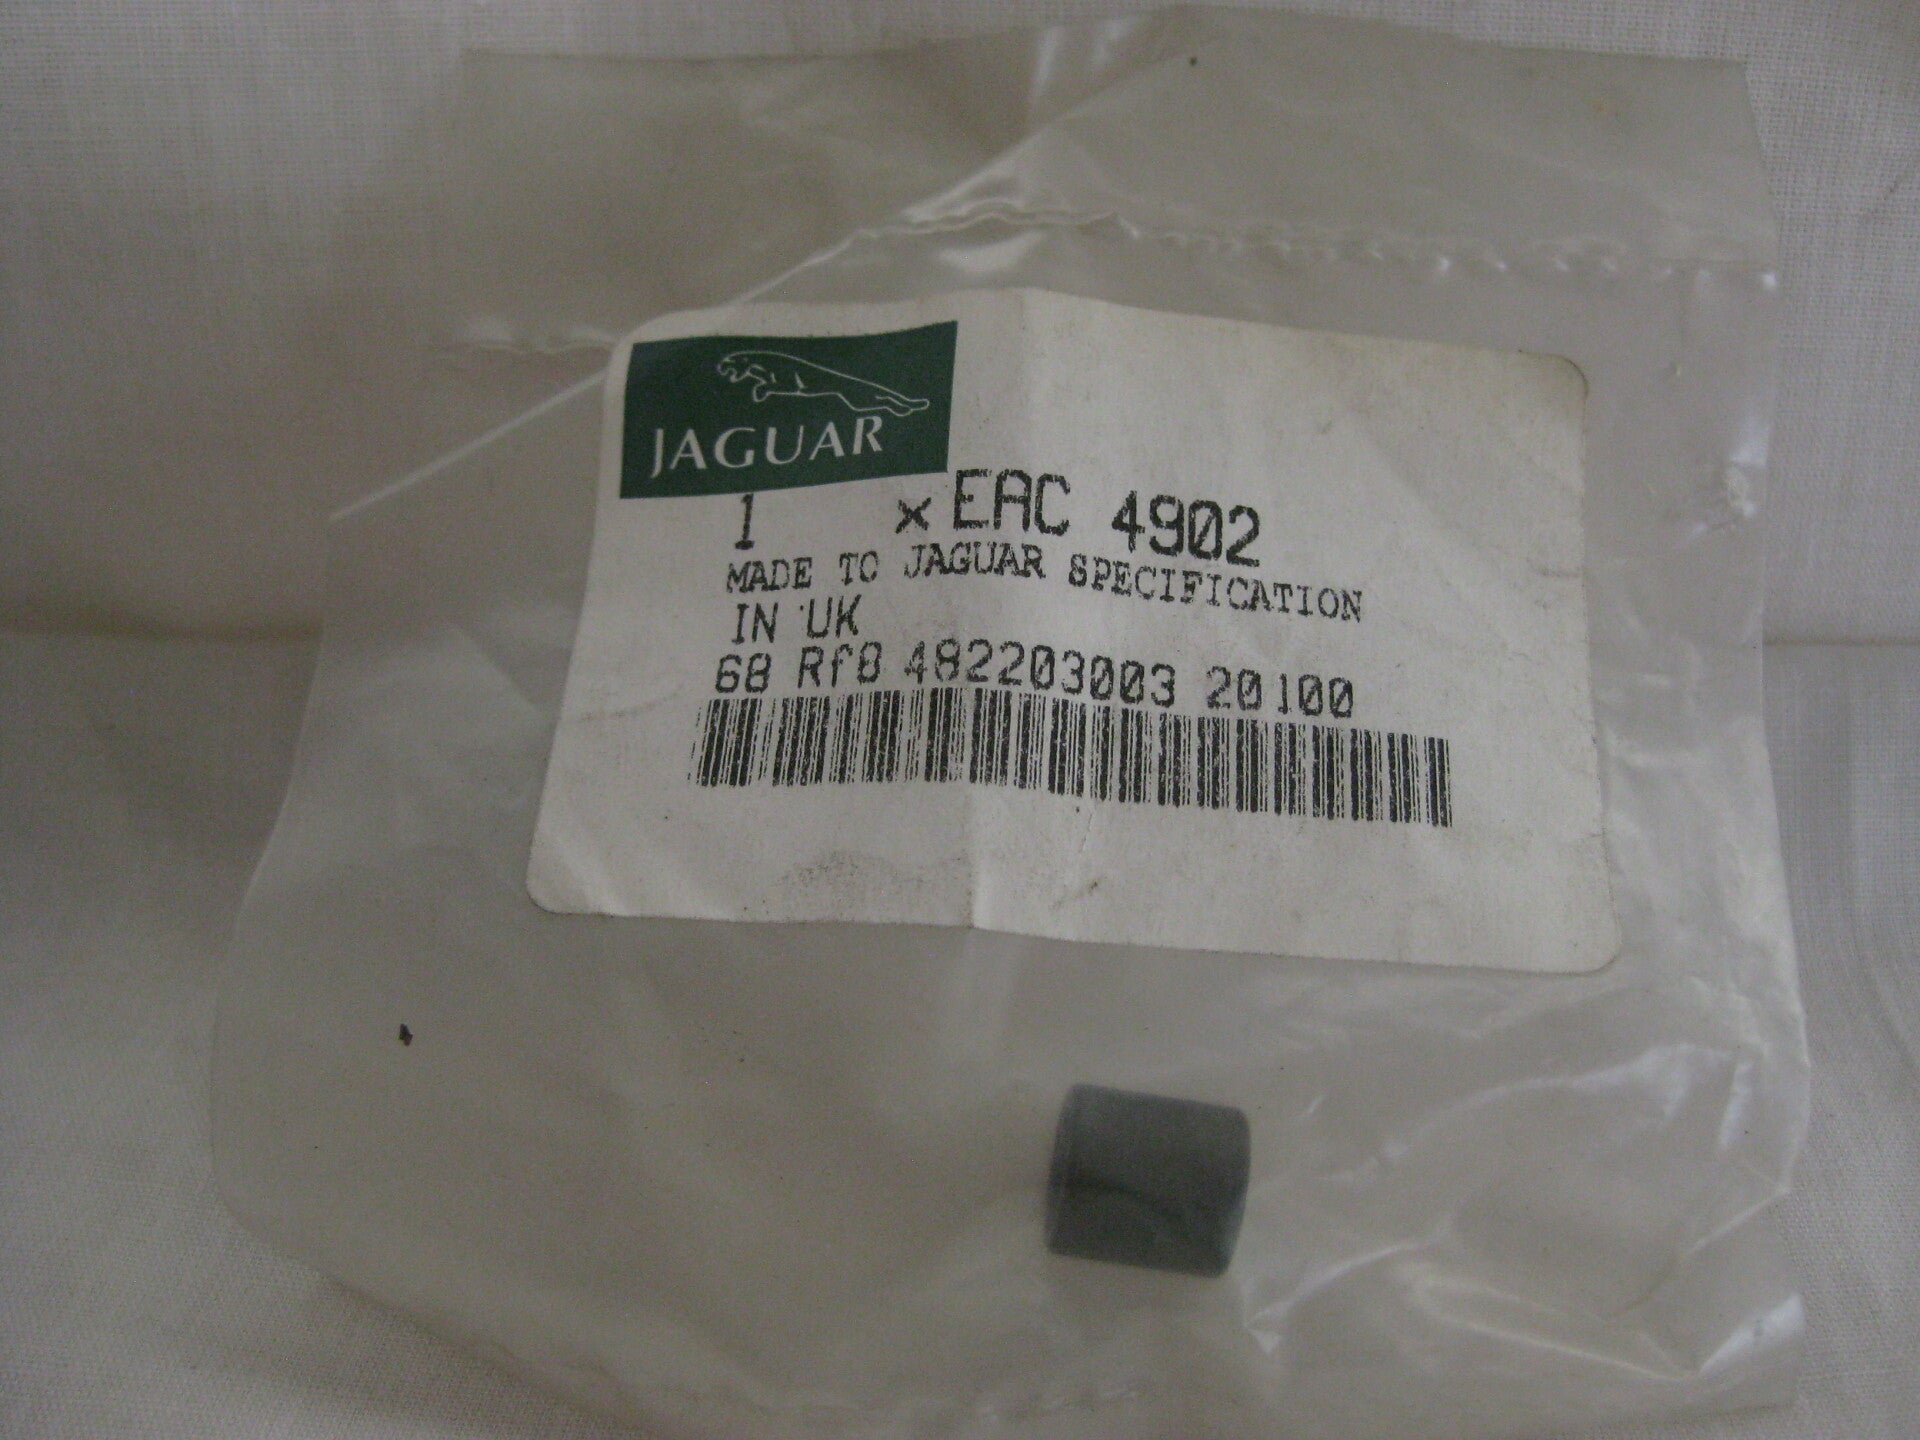 JAGUAR
1 x EAC 4902
MADE TO JAGUAR SPECIFICATION
IN UK
68 Rf8 482203003 20100